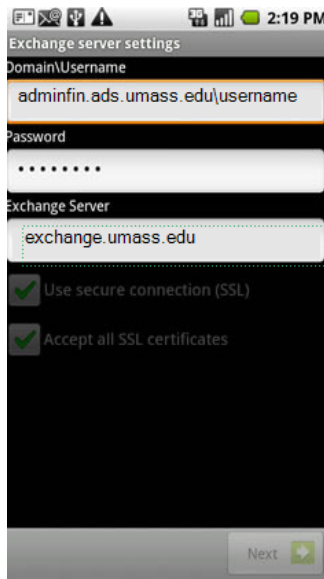 2:19 PM
Exchange server settings
Domain\Username
adminfin.ads.umass.edu\username
Password
••••••••
Exchange Server
exchange.umass.edu
Use secure connection (SSL)
Accept all SSL certificates
Next